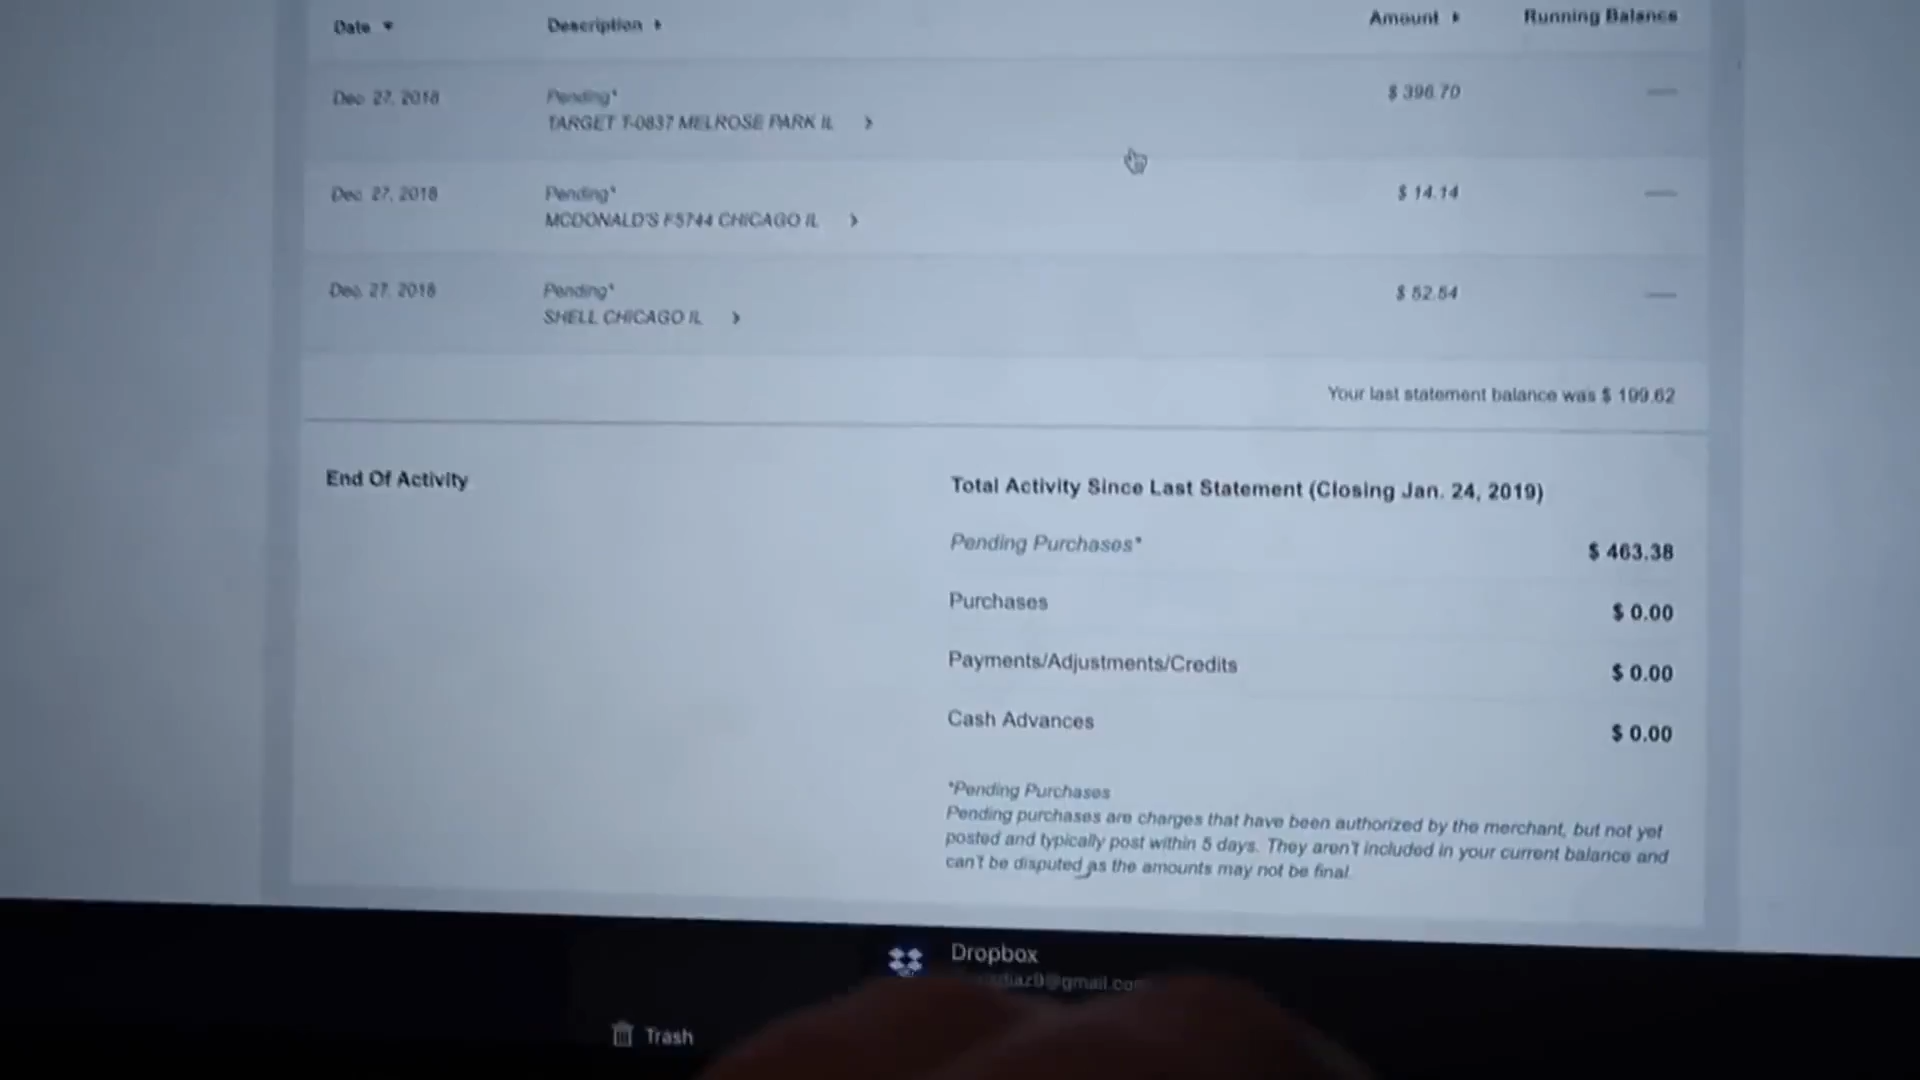 Date Description Amount Running Balance
Dec. 27, 2018 Pending* $ 396.70
TARGET T-0837 MELROSE PARK IL
Dec. 27, 2018 Pending* $ 14.14
MCDONALD'S F5744 CHICAGO IL
Dec. 27, 2018 Pending* $ 52.54
SHELL CHICAGO IL
Your last statement balance was $ 199.62
End Of Activity
Total Activity Since Last Statement (Closing Jan. 24, 2019)
Pending Purchases* $ 463.38
Purchases $ 0.00
Payments/Adjustments/Credits $ 0.00
Cash Advances $ 0.00
*Pending Purchases
Pending purchases are charges that have been authorized by the merchant, but not yet
posted and typically post within 5 days. They aren't included in your current balance and
can't be disputed as the amounts may not be final.
Dropbox
Trash